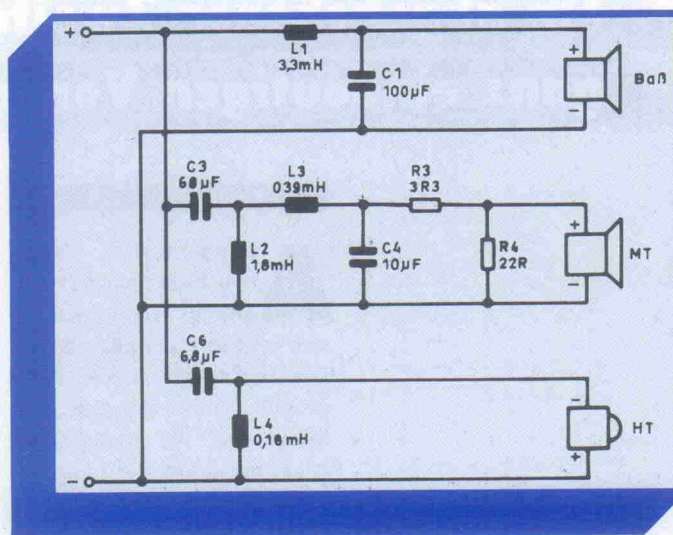 +
L1
3,3mH
C1
100µF
+
-
Baß
C3
68µF
L3
039mH
R3
3R3
L2
1,8mH
C4
10µF
R4
22R
+
-
MT
C6
6,8µF
L4
0,16mH
-
+
HT
-